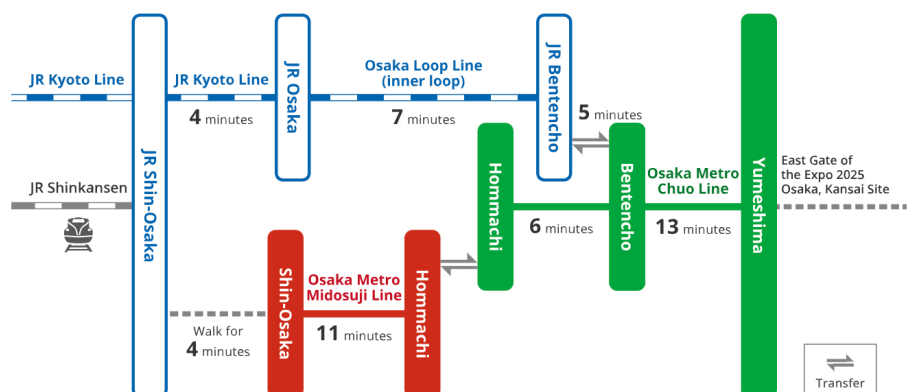 JR Kyoto Line
JR Kyoto Line
4 minutes
Osaka Loop Line
(inner loop)
7 minutes
JR Shinkansen
JR Shin-Osaka
JR Osaka
JR Bentencho
5 minutes
Hommachi
6 minutes
Bentencho
Osaka Metro
Chuo Line
13 minutes
Yumeshima
East Gate of
the Expo 2025
Osaka, Kansai Site
Walk for
4 minutes
Shin-Osaka
Osaka Metro
Midosuji Line
11 minutes
Hommachi
Transfer